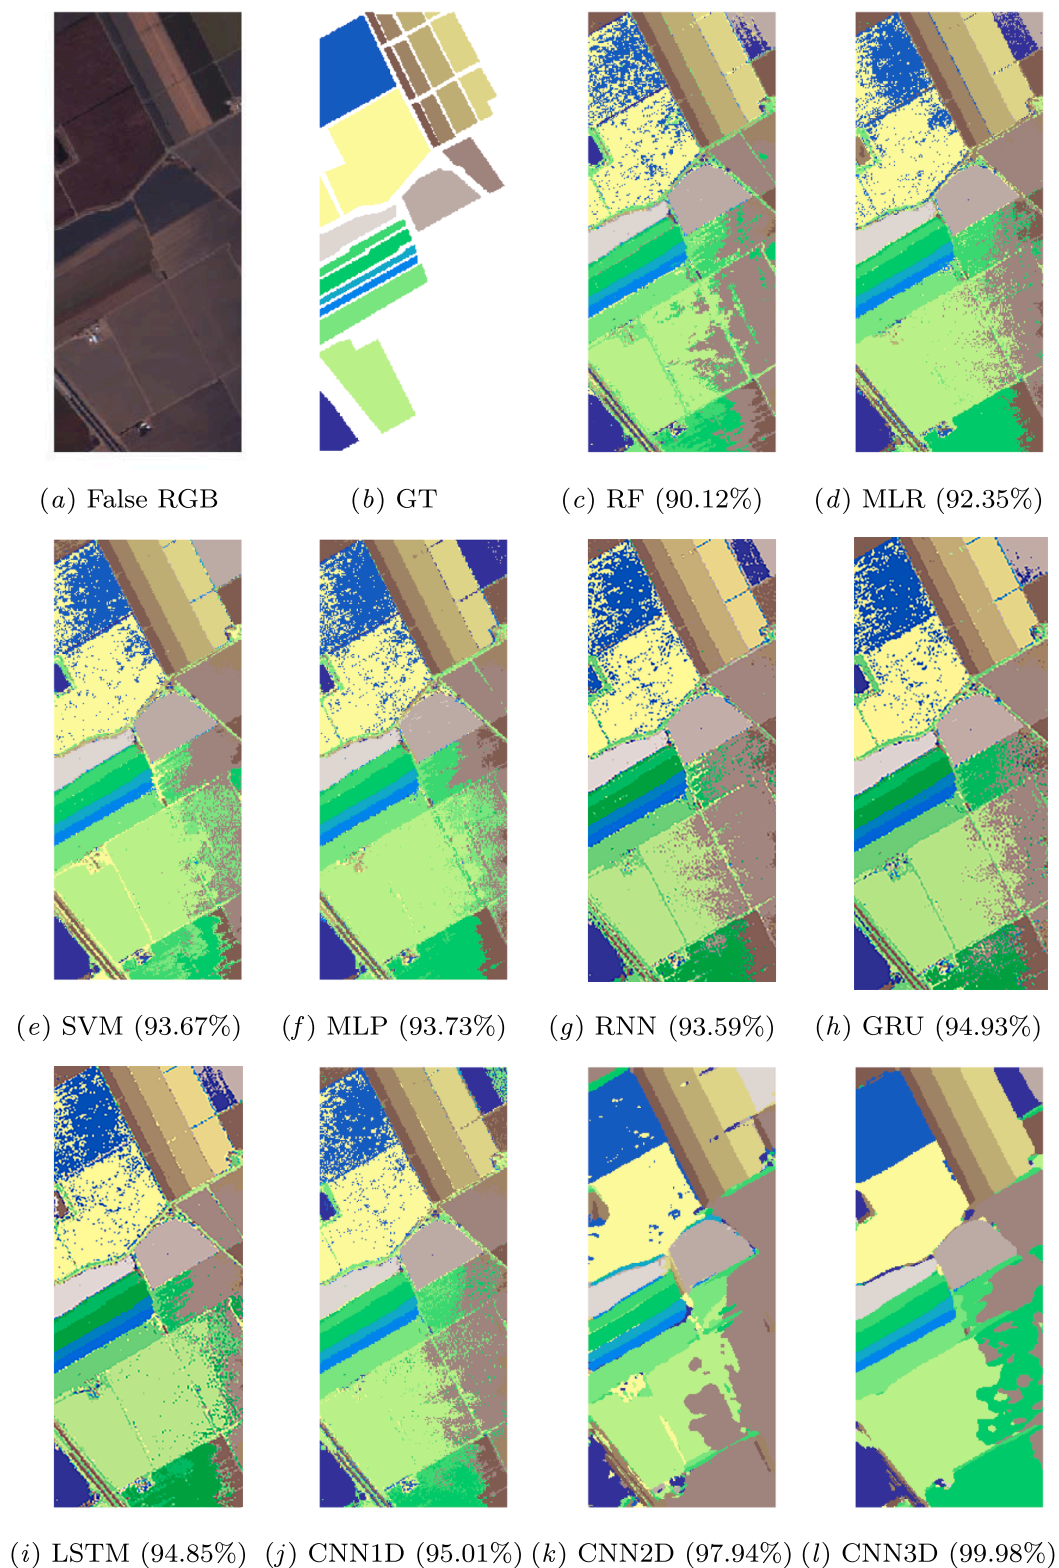 (a) False RGB (b) GT (c) RF (90.12%) (d) MLR (92.35%)
(e) SVM (93.67%) (f) MLP (93.73%) (g) RNN (93.59%) (h) GRU (94.93%)
(i) LSTM (94.85%) (j) CNN1D (95.01%) (k) CNN2D (97.94%) (l) CNN3D (99.98%)